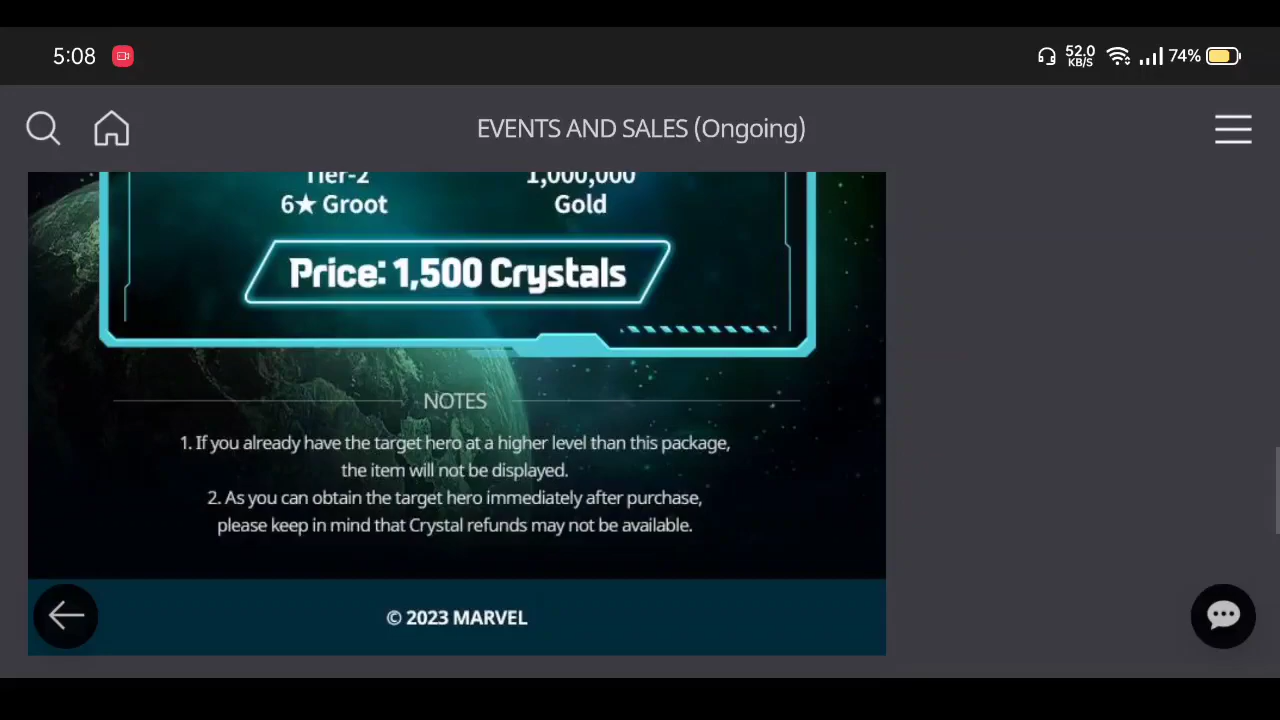 5:08
52.0
KB/S
74%
EVENTS AND SALES (Ongoing)
Tier-2
1,000,000
6★ Groot
Gold
Price: 1,500 Crystals
NOTES
1. If you already have the target hero at a higher level than this package,
the item will not be displayed.
2. As you can obtain the target hero immediately after purchase,
please keep in mind that Crystal refunds may not be available.
© 2023 MARVEL